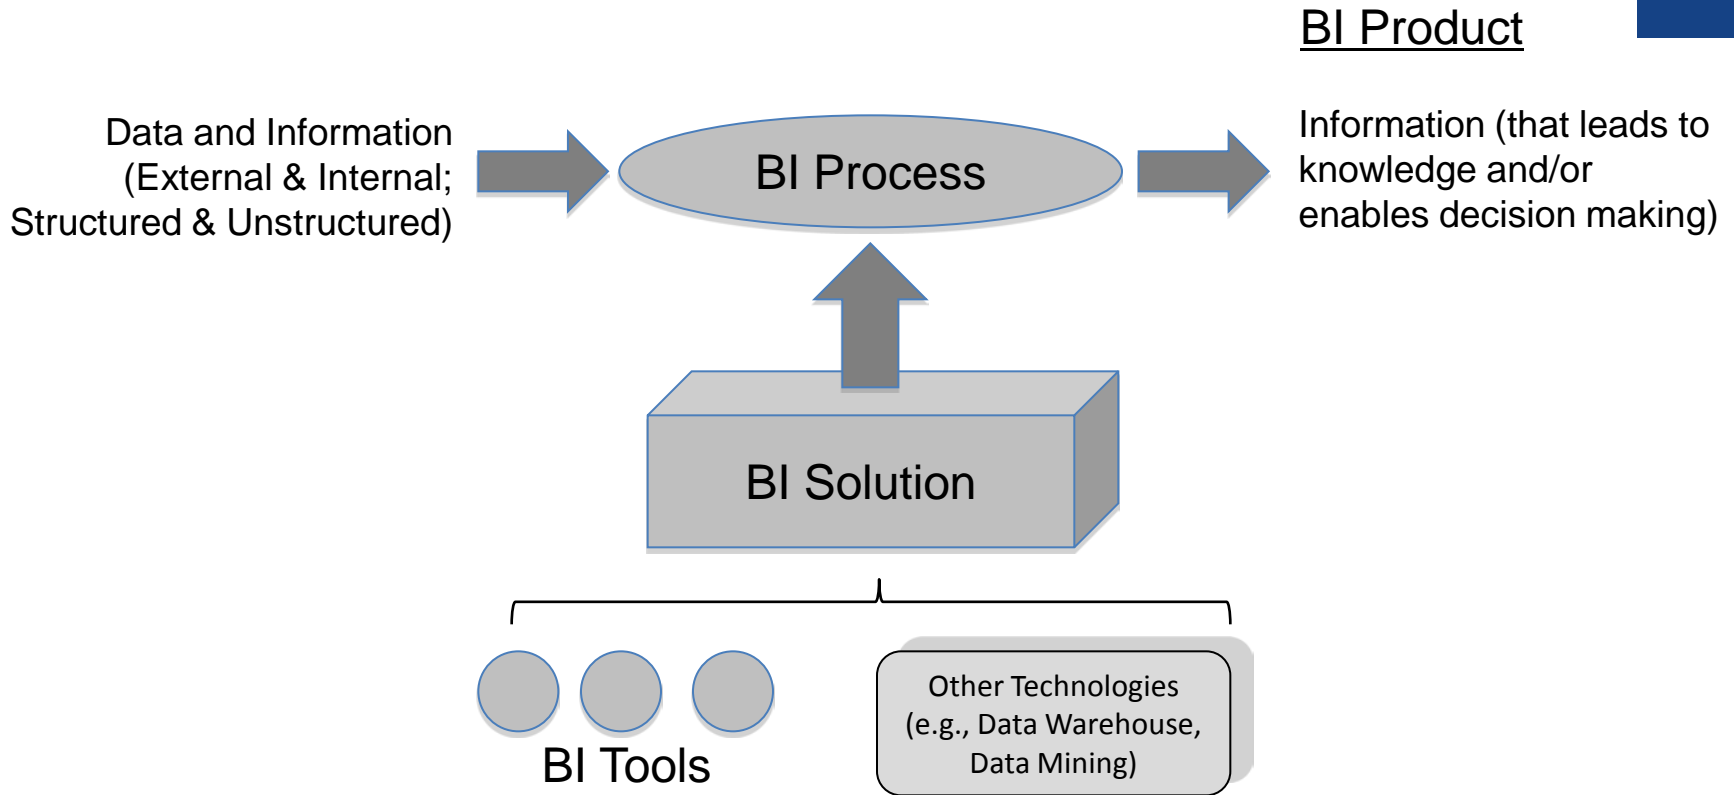 BI Product
Data and Information
(External & Internal;
Structured & Unstructured)
BI Process
Information (that leads to
knowledge and/or
enables decision making)
BI Solution
BI Tools
Other Technologies
(e.g., Data Warehouse,
Data Mining)